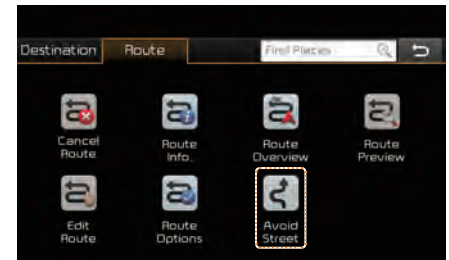 Destination
Route
Find Places
Cancel
Route
Route
Info.
Route
Overview
Route
Preview
Edit
Route
Route
Options
Avoid
Street